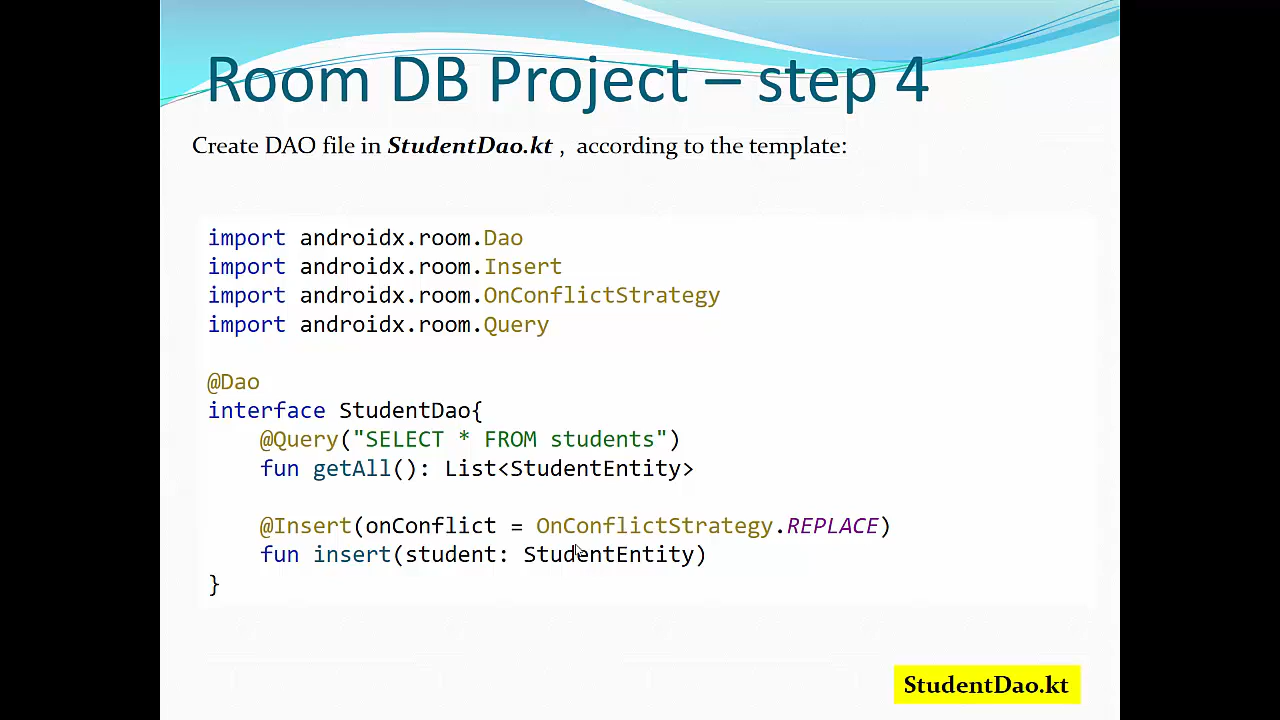 Room DB Project – step 4
Create DAO file in StudentDao.kt , according to the template:
import androidx.room.Dao
import androidx.room.Insert
import androidx.room.OnConflictStrategy
import androidx.room.Query
@Dao
interface StudentDao{
    @Query("SELECT * FROM students")
    fun getAll(): List<StudentEntity>
    @Insert(onConflict = OnConflictStrategy.REPLACE)
    fun insert(student: StudentEntity)
}
StudentDao.kt